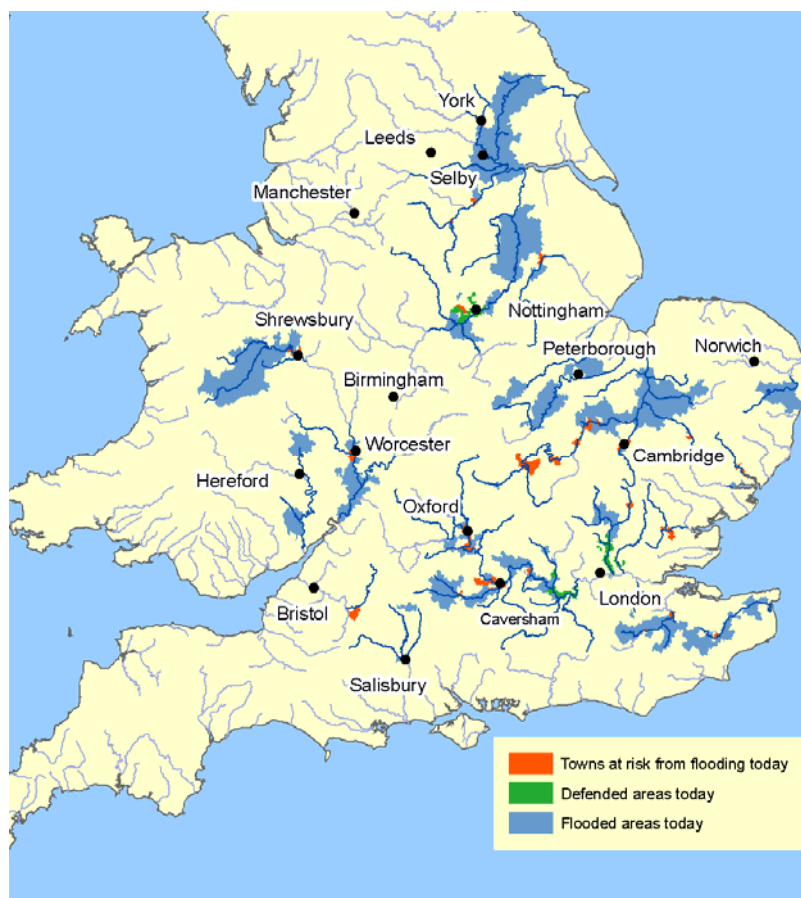 York
Leeds
Selby
Manchester
Nottingham
Shrewsbury
Peterborough
Norwich
Birmingham
Worcester
Cambridge
Hereford
Oxford
London
Bristol
Caversham
Salisbury
Towns at risk from flooding today
Defended areas today
Flooded areas today